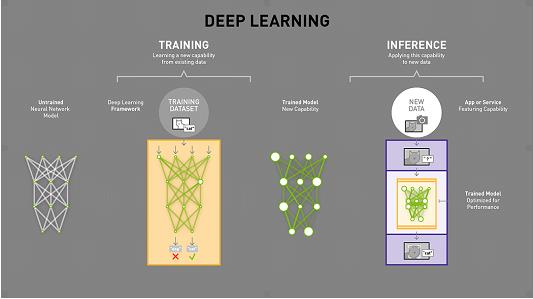 DEEP LEARNING
TRAINING
Learning a new capability
from existing data
INFERENCE
Applying this capability
to new data
Untrained
Neural Network
Model
Deep Learning
Framework
TRAINING
DATASET
"cat"
Trained Model
New Capability
NEW
DATA
App or Service
Featuring Capability
"?"
Trained Model
Optimized for
Performance
"cat"